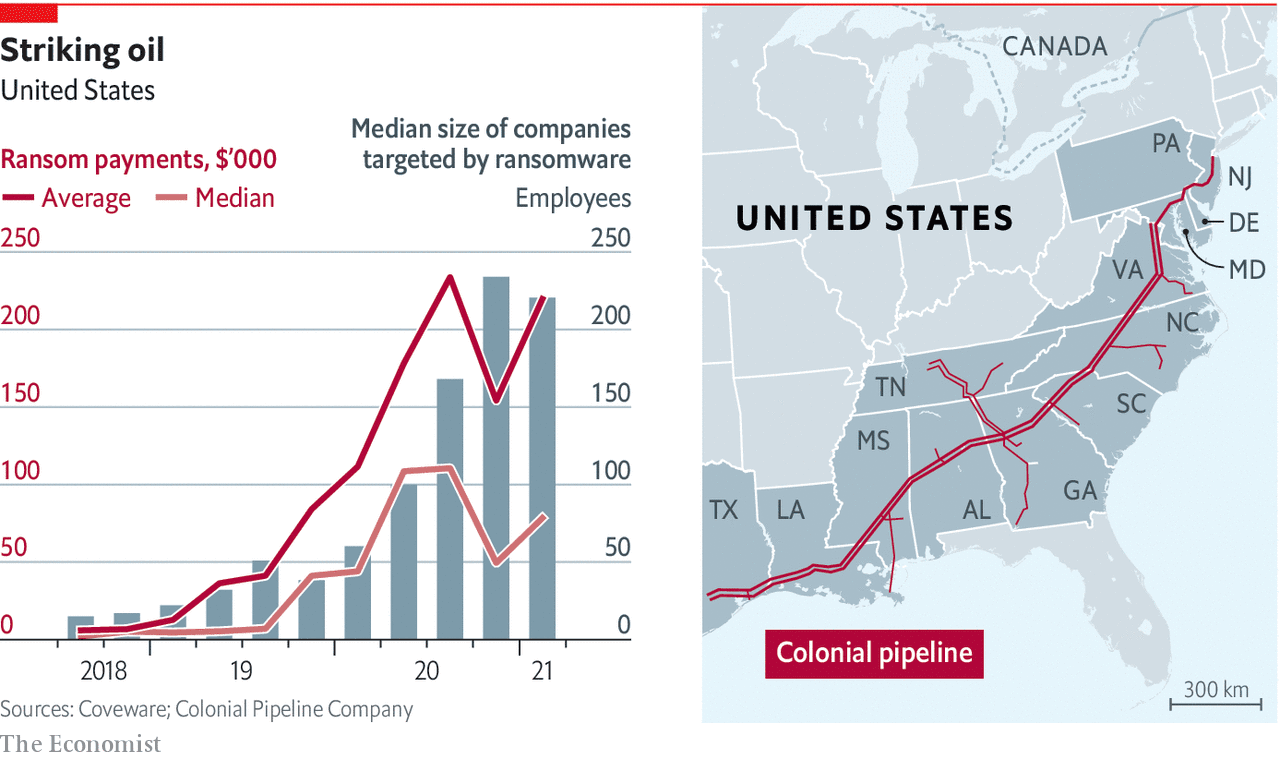 Striking oil
United States
Ransom payments, $'000
Average Median
Median size of companies
targeted by ransomware
Employees
250 250
200 200
150 150
100 100
50 50
0 0
2018 19 20 21
Sources: Coveware; Colonial Pipeline Company
The Economist
CANADA
UNITED STATES
PA
NJ
DE
MD
VA
NC
TN
SC
MS
GA
TX LA AL
Colonial pipeline
300 km